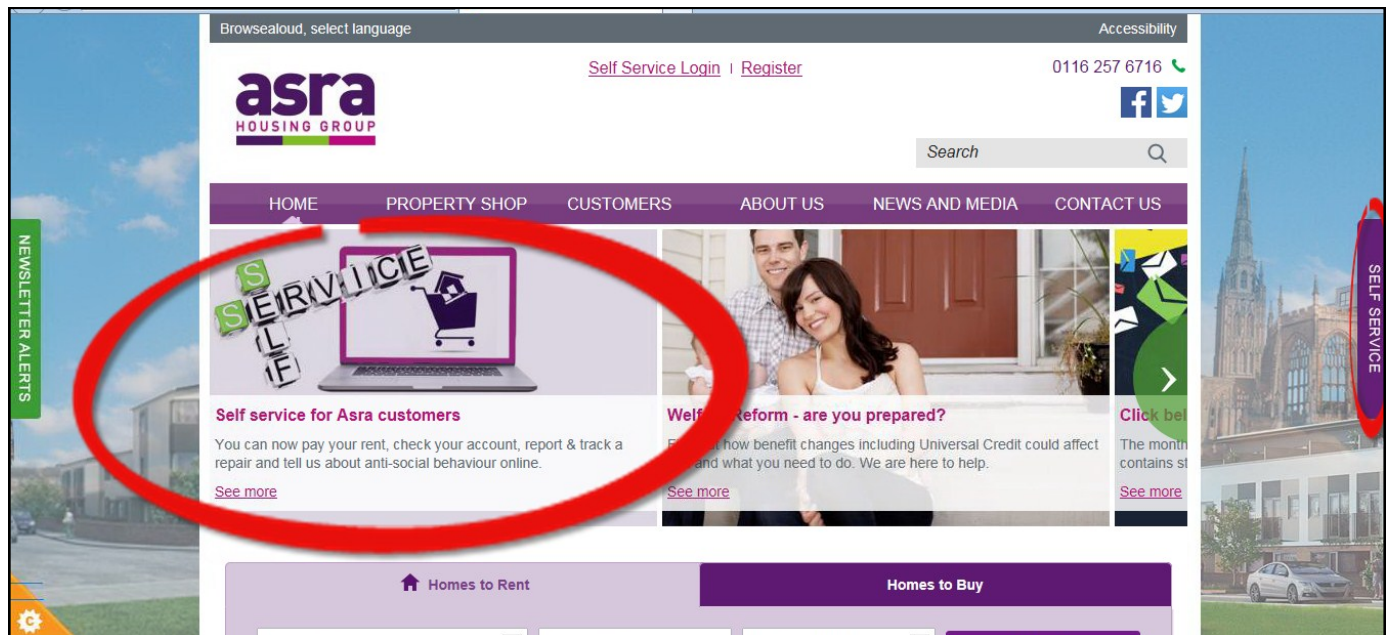 Browsealoud, select language
Accessibility
asra
HOUSING GROUP
Self Service Login | Register
0116 257 6716
Search
HOME PROPERTY SHOP CUSTOMERS ABOUT US NEWS AND MEDIA CONTACT US
NEWSLETTER ALERTS
SELF SERVICE
SERVICE
SELF
Self service for Asra customers
You can now pay your rent, check your account, report & track a
repair and tell us about anti-social behaviour online.
See more
Reform - are you prepared?
how benefit changes including Universal Credit could affect
and what you need to do. We are here to help.
See more
Click
The month
contains
See more
Homes to Rent
Homes to Buy